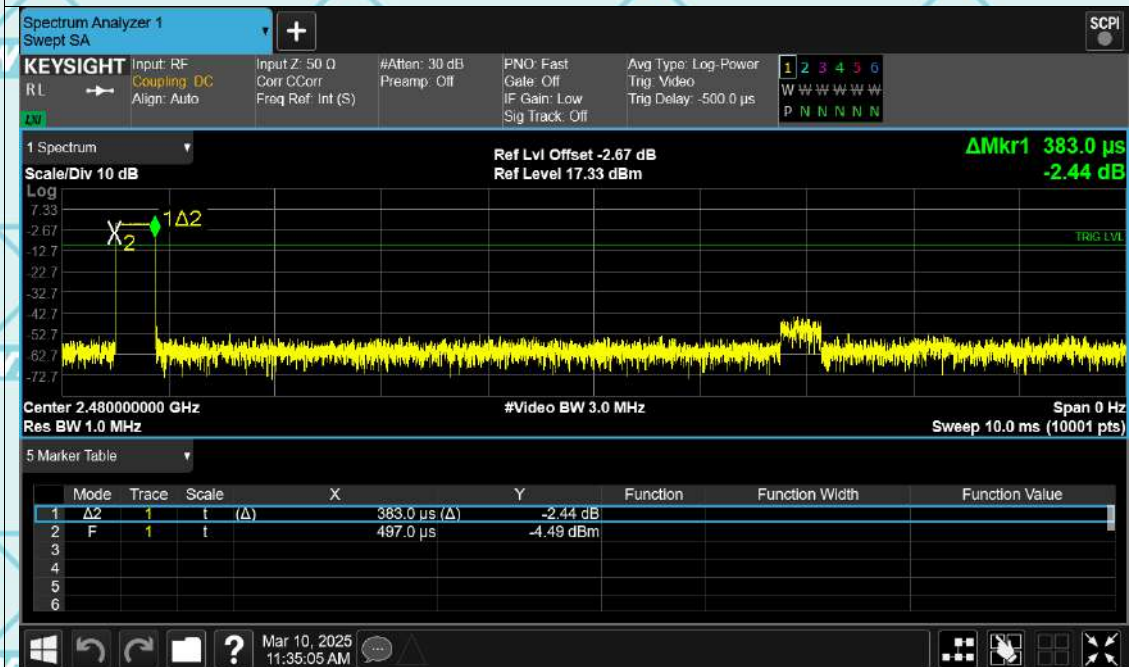 Spectrum Analyzer 1
Swept SA
+
SCPI
KEYSIGHT
RL
LXI
Input: RF
Coupling: DC
Align: Auto
Input Z: 50 Ω
Corr CCorr
Freq Ref: Int (S)
#Atten: 30 dB
Preamp: Off
PNO: Fast
Gate: Off
IF Gain: Low
Sig Track: Off
Avg Type: Log-Power
Trig: Video
Trig Delay: -500.0 µs
1 2 3 4 5 6
W W W W W W
P N N N N N
1 Spectrum
Scale/Div 10 dB
Ref Lvl Offset -2.67 dB
Ref Level 17.33 dBm
ΔMkr1 383.0 µs
-2.44 dB
Log
7.33
-2.67
-12.7
-22.7
-32.7
-42.7
-52.7
-62.7
-72.7
1Δ2
X2
TRIG LVL
Center 2.480000000 GHz
#Video BW 3.0 MHz
Span 0 Hz
Res BW 1.0 MHz
Sweep 10.0 ms (10001 pts)
5 Marker Table
Mode Trace Scale X Y Function Function Width Function Value
1 Δ2 1 t (Δ) 383.0 µs (Δ) -2.44 dB
2 F 1 t 497.0 µs -4.49 dBm
3
4
5
6
?
Mar 10, 2025
11:35:05 AM